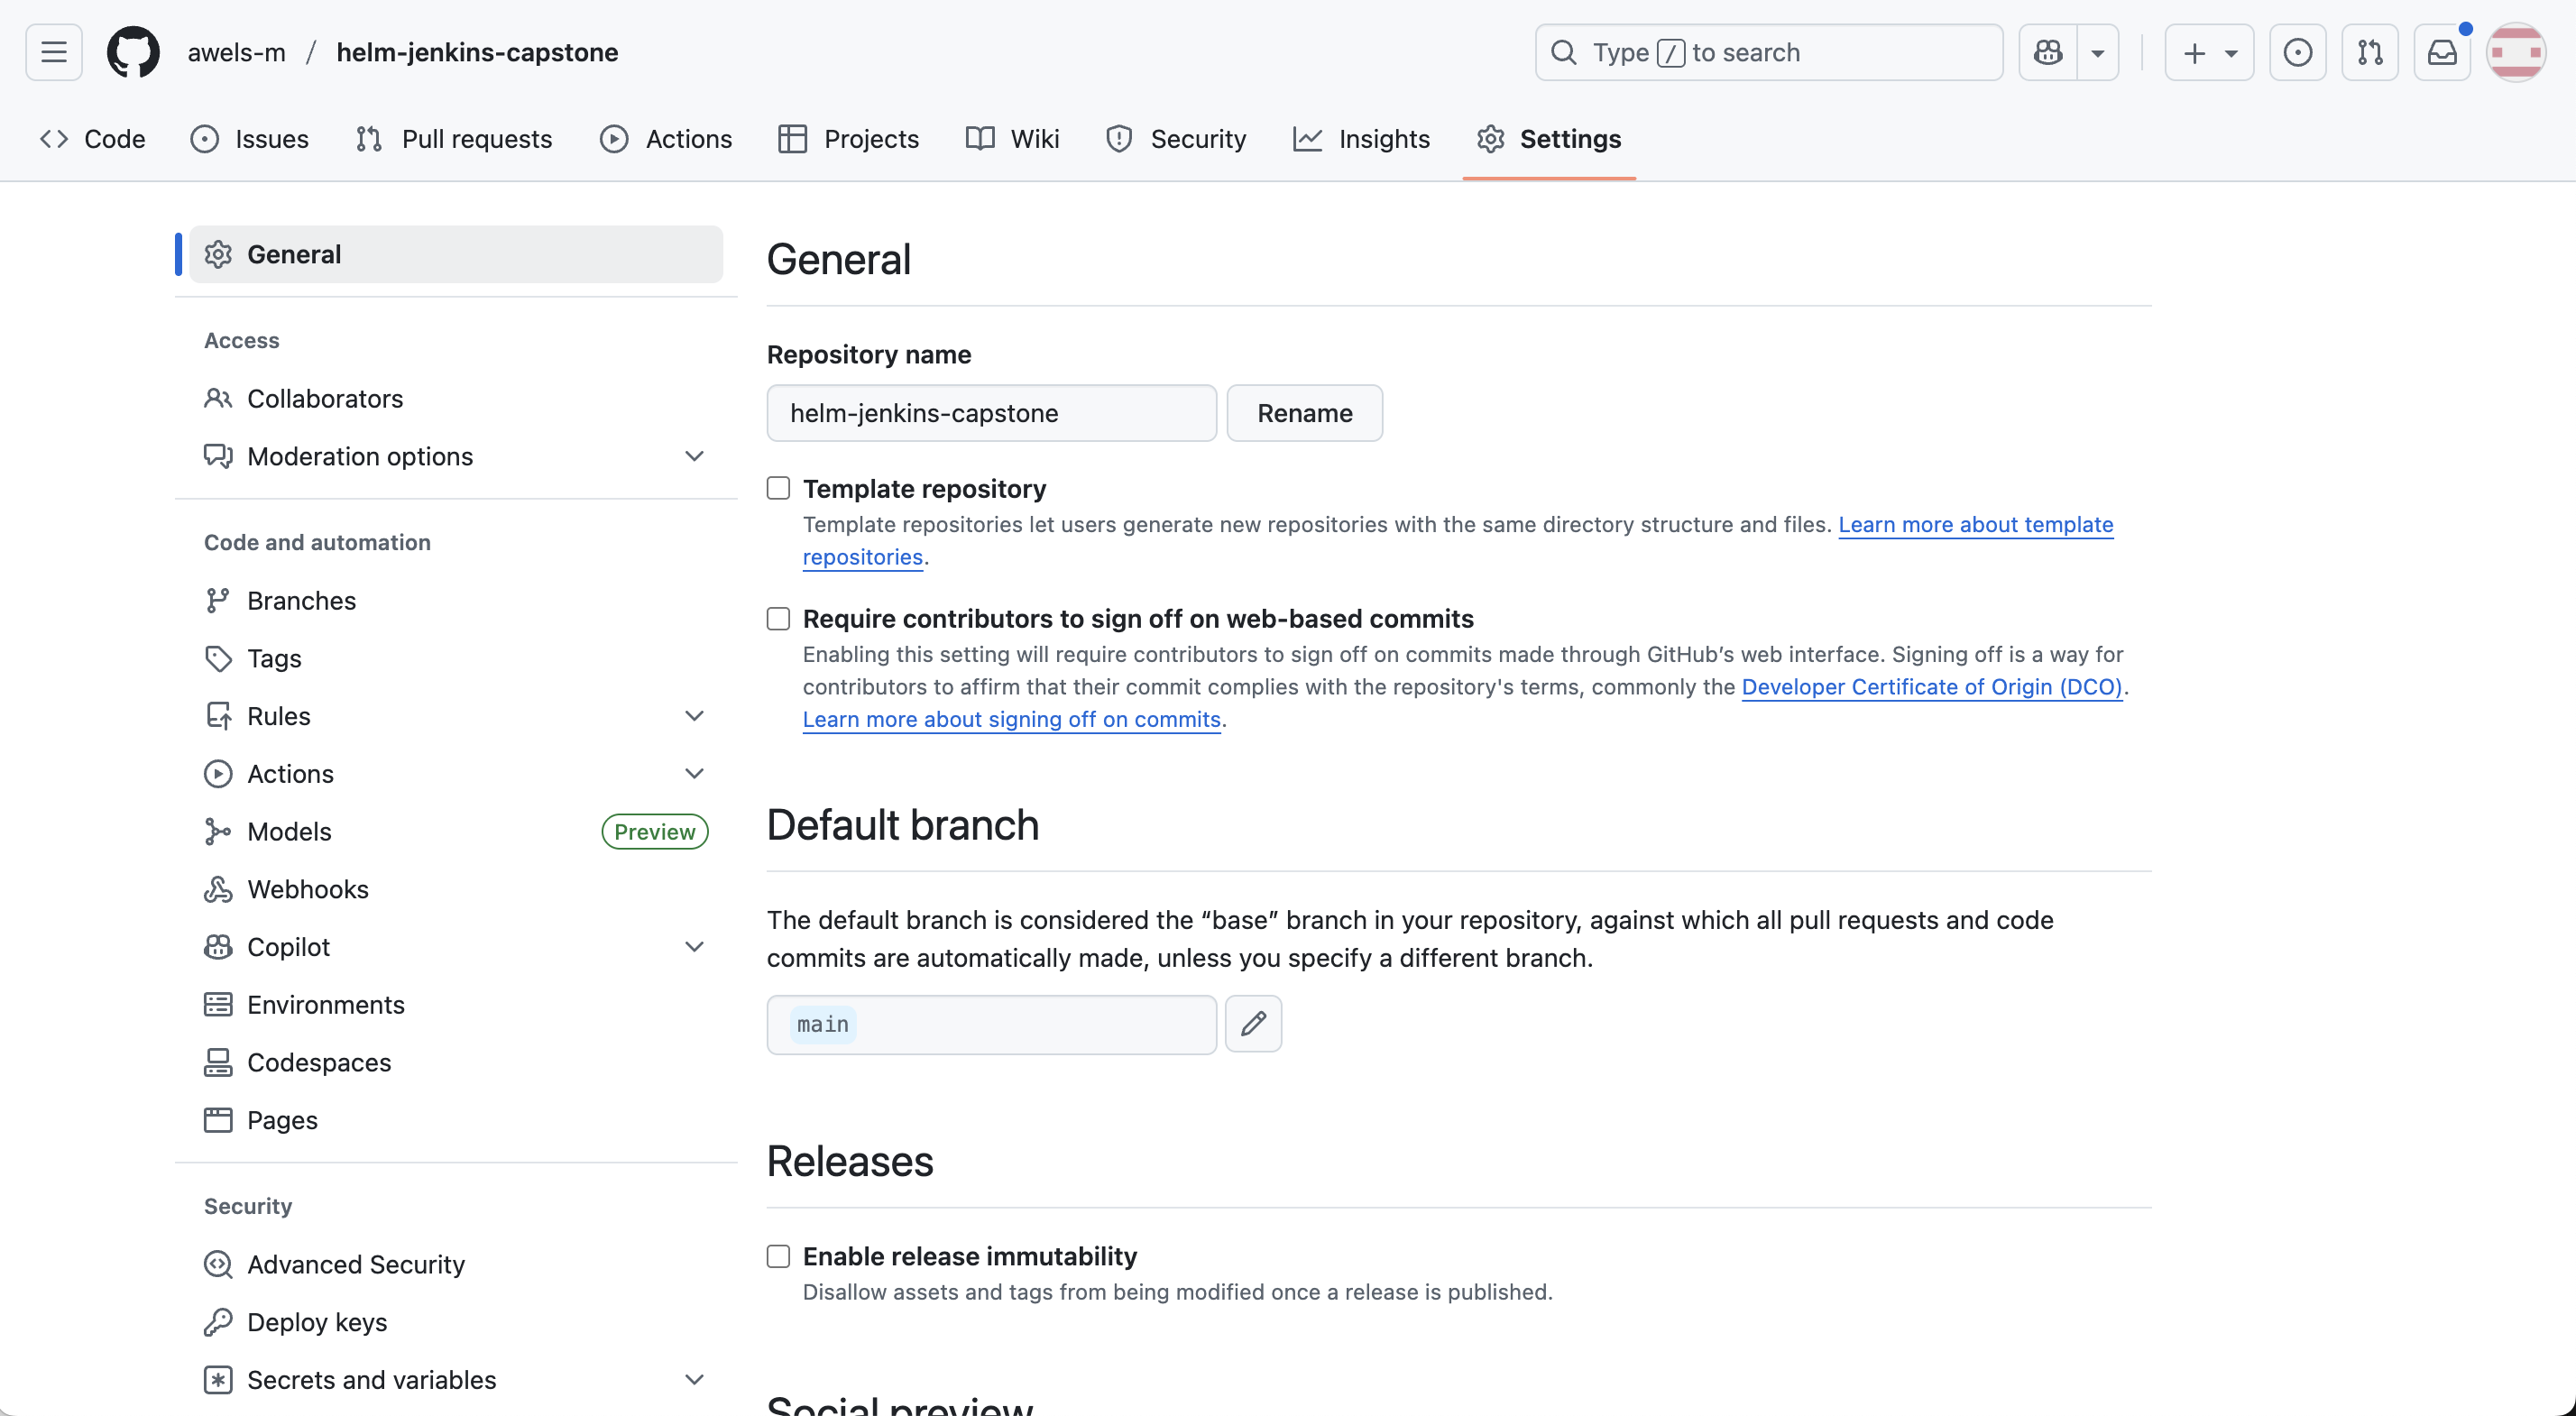 awels-m / helm-jenkins-capstone
Type / to search
Code
Issues
Pull requests
Actions
Projects
Wiki
Security
Insights
Settings
General
Access
Collaborators
Moderation options
Code and automation
Branches
Tags
Rules
Actions
Models
Preview
Webhooks
Copilot
Environments
Codespaces
Pages
Security
Advanced Security
Deploy keys
Secrets and variables
General
Repository name
helm-jenkins-capstone
Rename
Template repository
Template repositories let users generate new repositories with the same directory structure and files. Learn more about template
repositories.
Require contributors to sign off on web-based commits
Enabling this setting will require contributors to sign off on commits made through GitHub’s web interface. Signing off is a way for
contributors to affirm that their commit complies with the repository's terms, commonly the Developer Certificate of Origin (DCO).
Learn more about signing off on commits.
Default branch
The default branch is considered the “base” branch in your repository, against which all pull requests and code
commits are automatically made, unless you specify a different branch.
main
Releases
Enable release immutability
Disallow assets and tags from being modified once a release is published.
Social preview